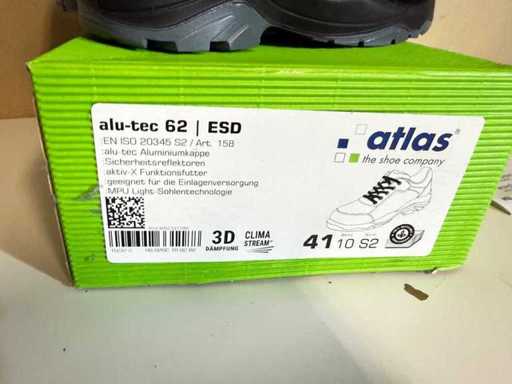 alu-tec 62 | ESD
:EN ISO 20345 S2 / Art. 158
:alu-tec Aluminiumkappe
:Sicherheitsreflektoren
:aktiv-X Funktionsfutter
:geeignet für die Einlagenversorgung
:MPU Light-Sohlentechnologie
atlas®
the shoe company
3D
DÄMPFUNG
CLIMA
STREAM
41 10 S2